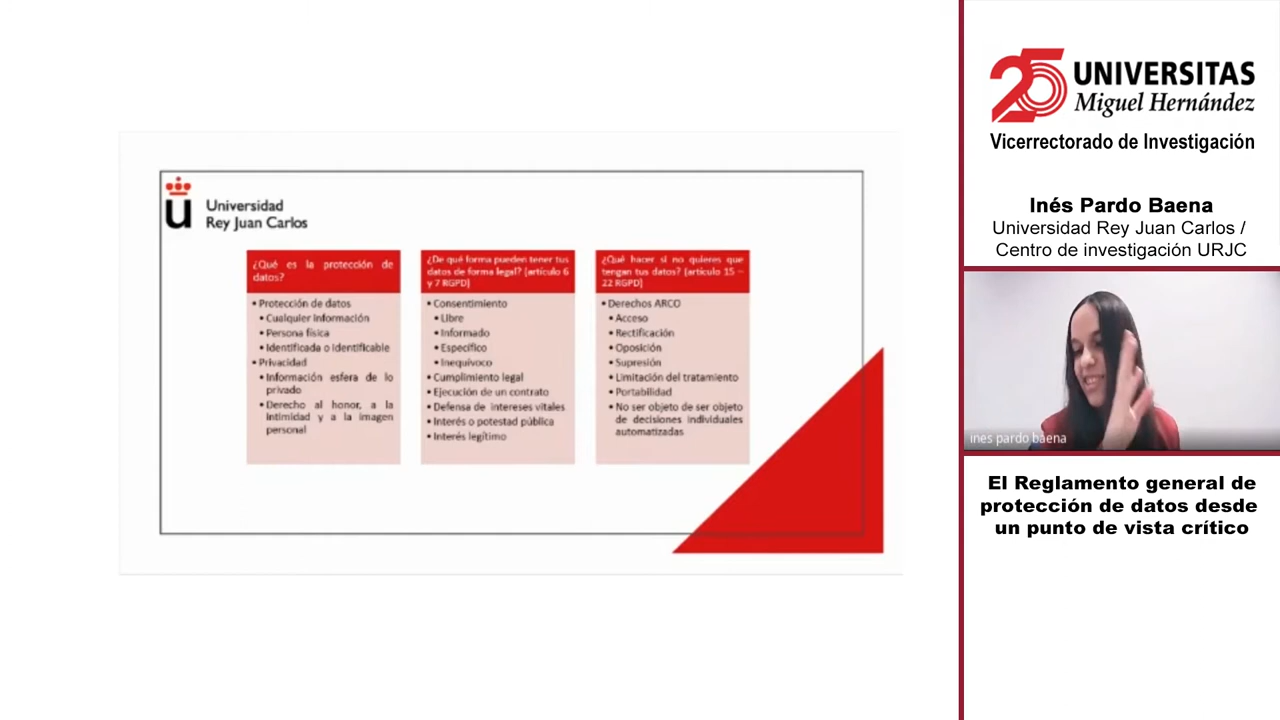 Universidad
Rey Juan Carlos
¿Qué es la protección de
datos?
• Protección de datos
• Cualquier información
• Persona física
• Identificada o identificable
• Privacidad
• Información esfera de lo
privado
• Derecho al honor, a la
intimidad y a la imagen
personal
¿De qué forma pueden tener tus
datos de forma legal? (artículo 6
y 7 RGPD)
• Consentimiento
• Libre
• Informado
• Específico
• Inequívoco
• Cumplimiento legal
• Ejecución de un contrato
• Defensa de intereses vitales
• Interés o potestad pública
• Interés legítimo
¿Qué hacer si no quieres que
tengan tus datos? (artículo 15 –
22 RGPD)
• Derechos ARCO
• Acceso
• Rectificación
• Oposición
• Supresión
• Limitación del tratamiento
• Portabilidad
• No ser objeto de ser objeto
de decisiones individuales
automatizadas
25 UNIVERSITAS
Miguel Hernández
Vicerrectorado de Investigación
Inés Pardo Baena
Universidad Rey Juan Carlos /
Centro de investigación URJC
ines pardo baena
El Reglamento general de
protección de datos desde
un punto de vista crítico